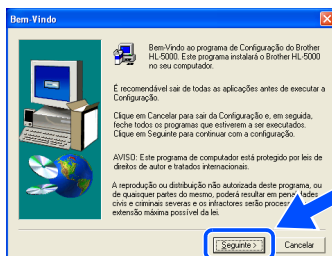 Bem-Vindo
Bem-Vindo ao programa de Configuração do Brother
HL-5000. Este programa instalará o Brother HL-5000
no seu computador.
É recomendável sair de todas as aplicações antes de executar a
Configuração.
Clique em Cancelar para sair da Configuração e, em seguida,
feche todos os programas que estiverem a ser executados.
Clique em Seguinte para continuar com a configuração.
AVISO: Este programa de computador está protegido por leis de
direitos de autor e tratados internacionais.
A reprodução ou distribuição não autorizada deste programa, ou
de quaisquer partes do mesmo, poderá resultar em penalidades
civis e criminais severas e os infractores serão
extensão máxima possível da lei.
Seguinte >
Cancelar